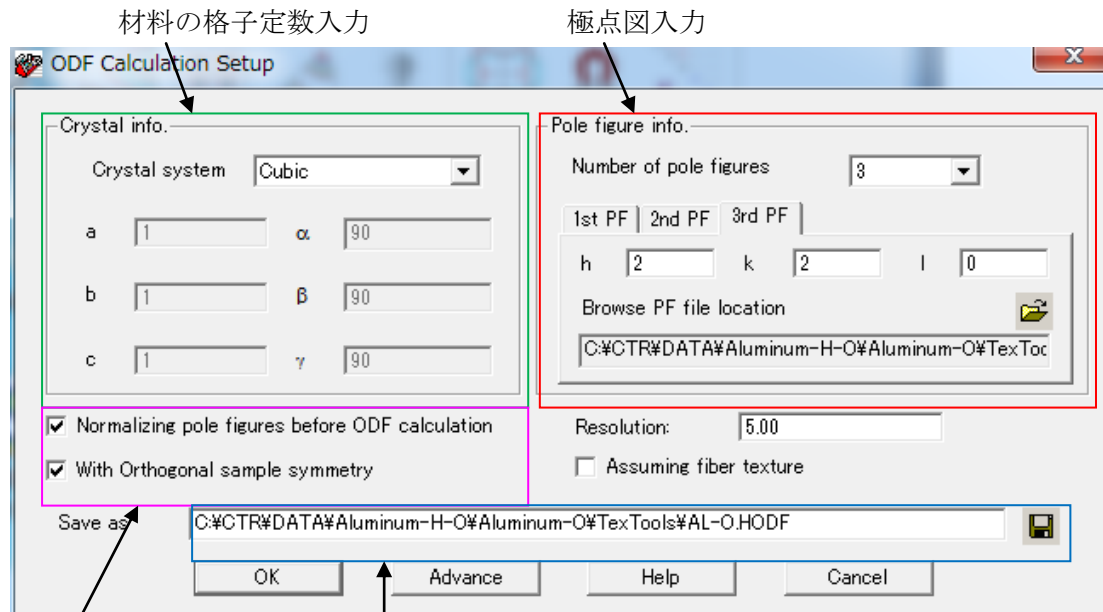 材料の格子定数入力 極点図入力
ODF Calculation Setup
Crystal info. Pole figure info.
Crystal system Cubic Number of pole figures 3
1st PF 2nd PF 3rd PF
a 1 α 90
h 2 k 2 l 0
b 1 β 90
Browse PF file location
C:¥CTR¥DATA¥Aluminum-H-O¥Aluminum-O¥TexToo
c 1 γ 90
Normalizing pole figures before ODF calculation Resolution: 5.00
With Orthogonal sample symmetry Assuming fiber texture
Save as C:¥CTR¥DATA¥Aluminum-H-O¥Aluminum-O¥TexTools¥AL-O.HODF
OK Advance Help Cancel